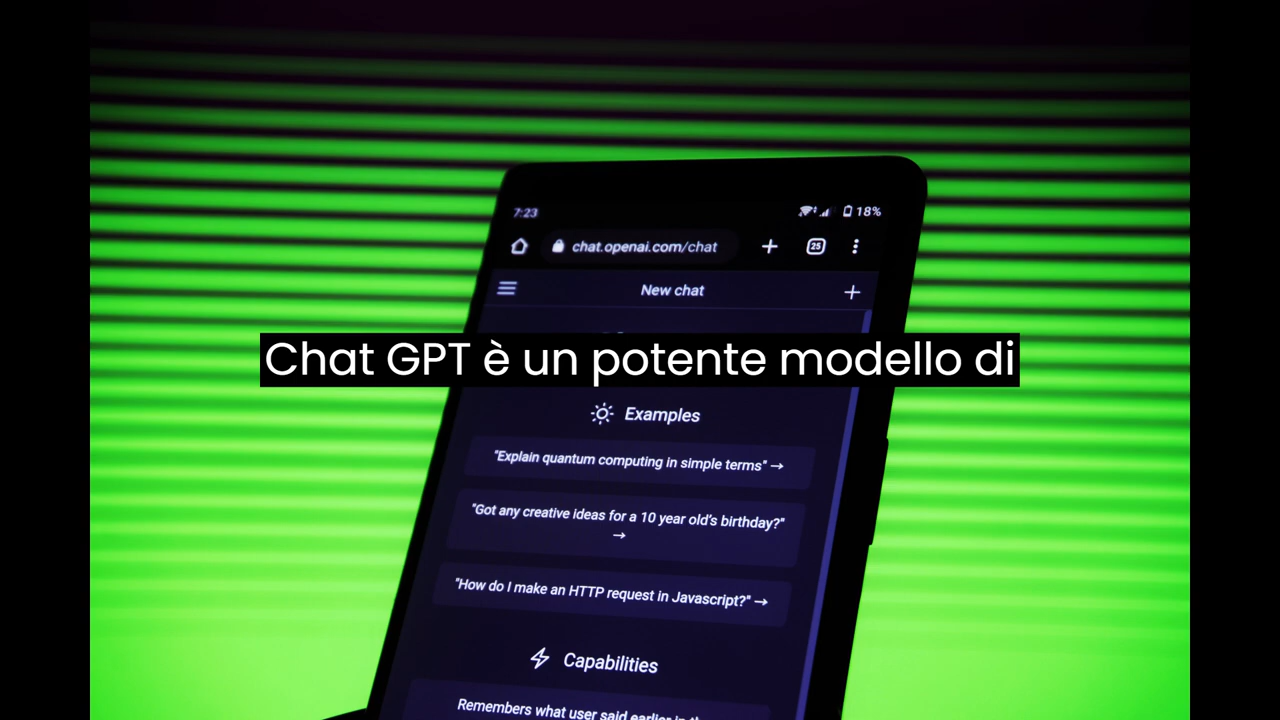 7:23
18%
chat.openai.com/chat
25
New chat
Chat GPT è un potente modello di
Examples
"Explain quantum computing in simple terms" →
"Got any creative ideas for a 10 year old's birthday?"
→
"How do I make an HTTP request in Javascript?" →
Capabilities
Remembers what user said earlier in